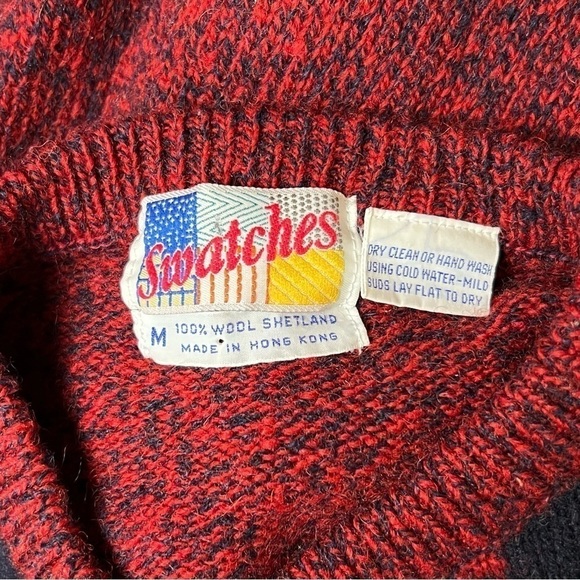 Swatches
M 100% WOOL SHETLAND
MADE IN HONG KONG
DRY CLEAN OR HAND WASH
USING COLD WATER-MILD
SUDS LAY FLAT TO DRY